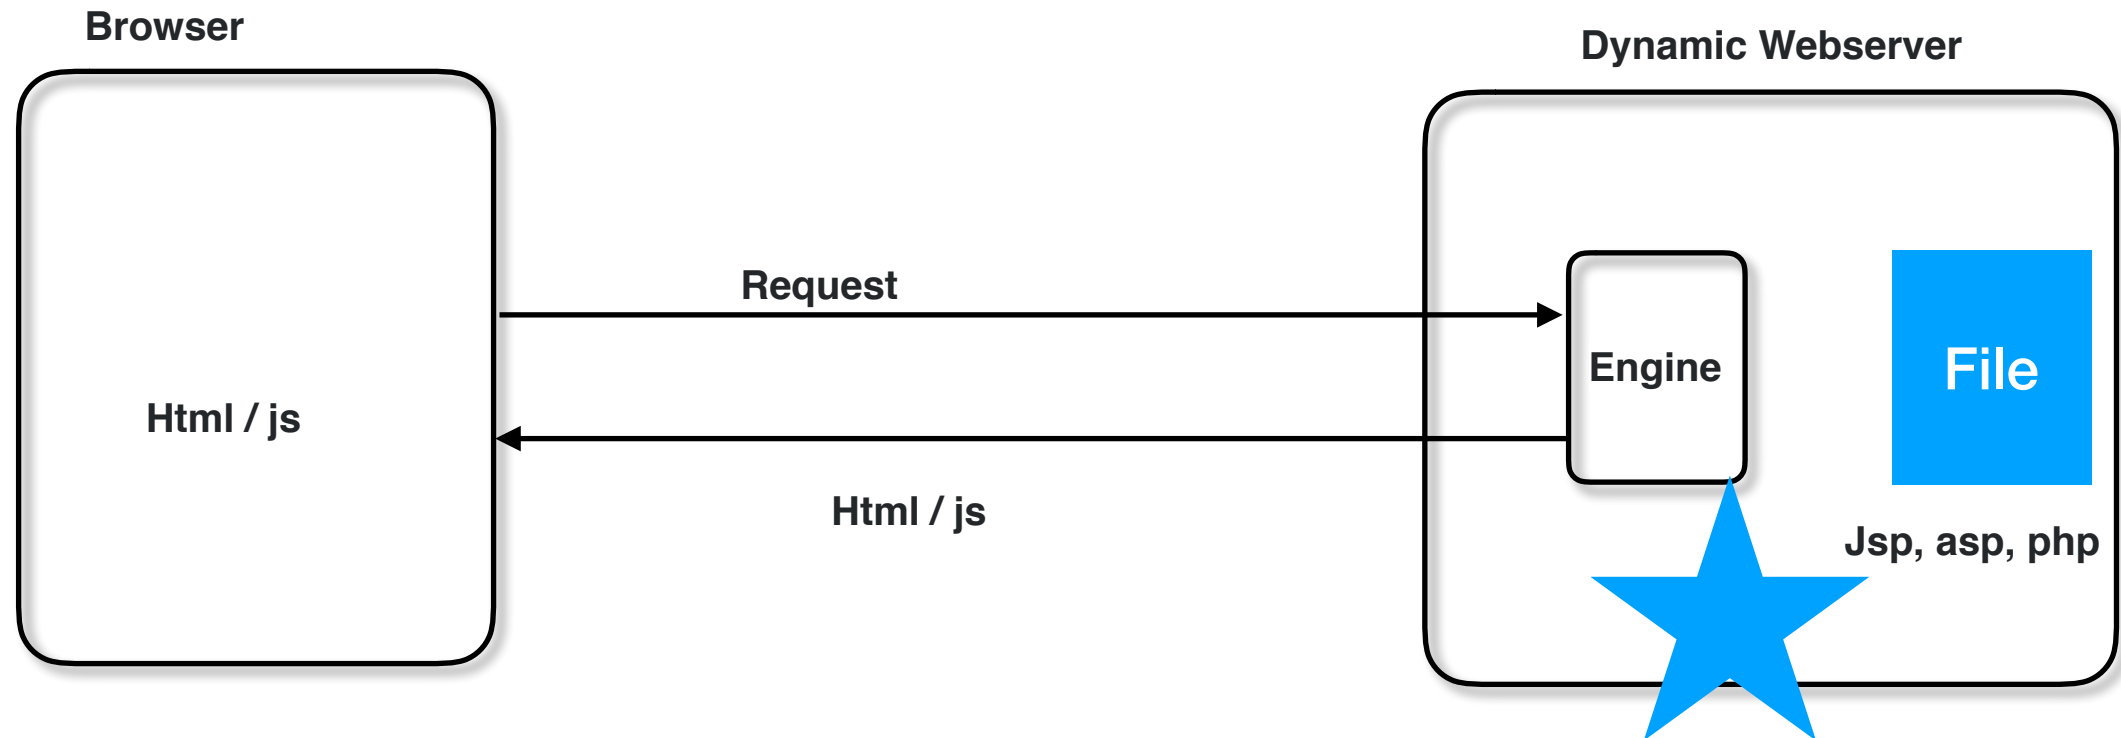 Browser
Dynamic Webserver
Request
Engine
File
Html / js
Html / js
Jsp, asp, php